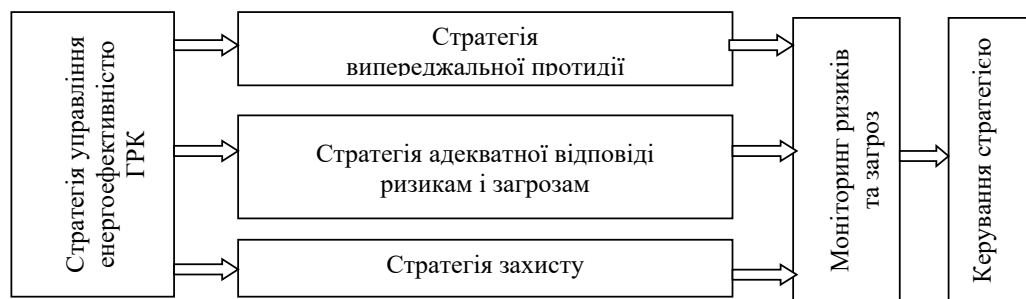 Стратегія управління
енергоефективністю
ГРК
Стратегія
випереджальної протидії
Стратегія адекватної відповіді
ризикам і загрозам
Стратегія захисту
Моніторинг ризиків
та загроз
Керування стратегією